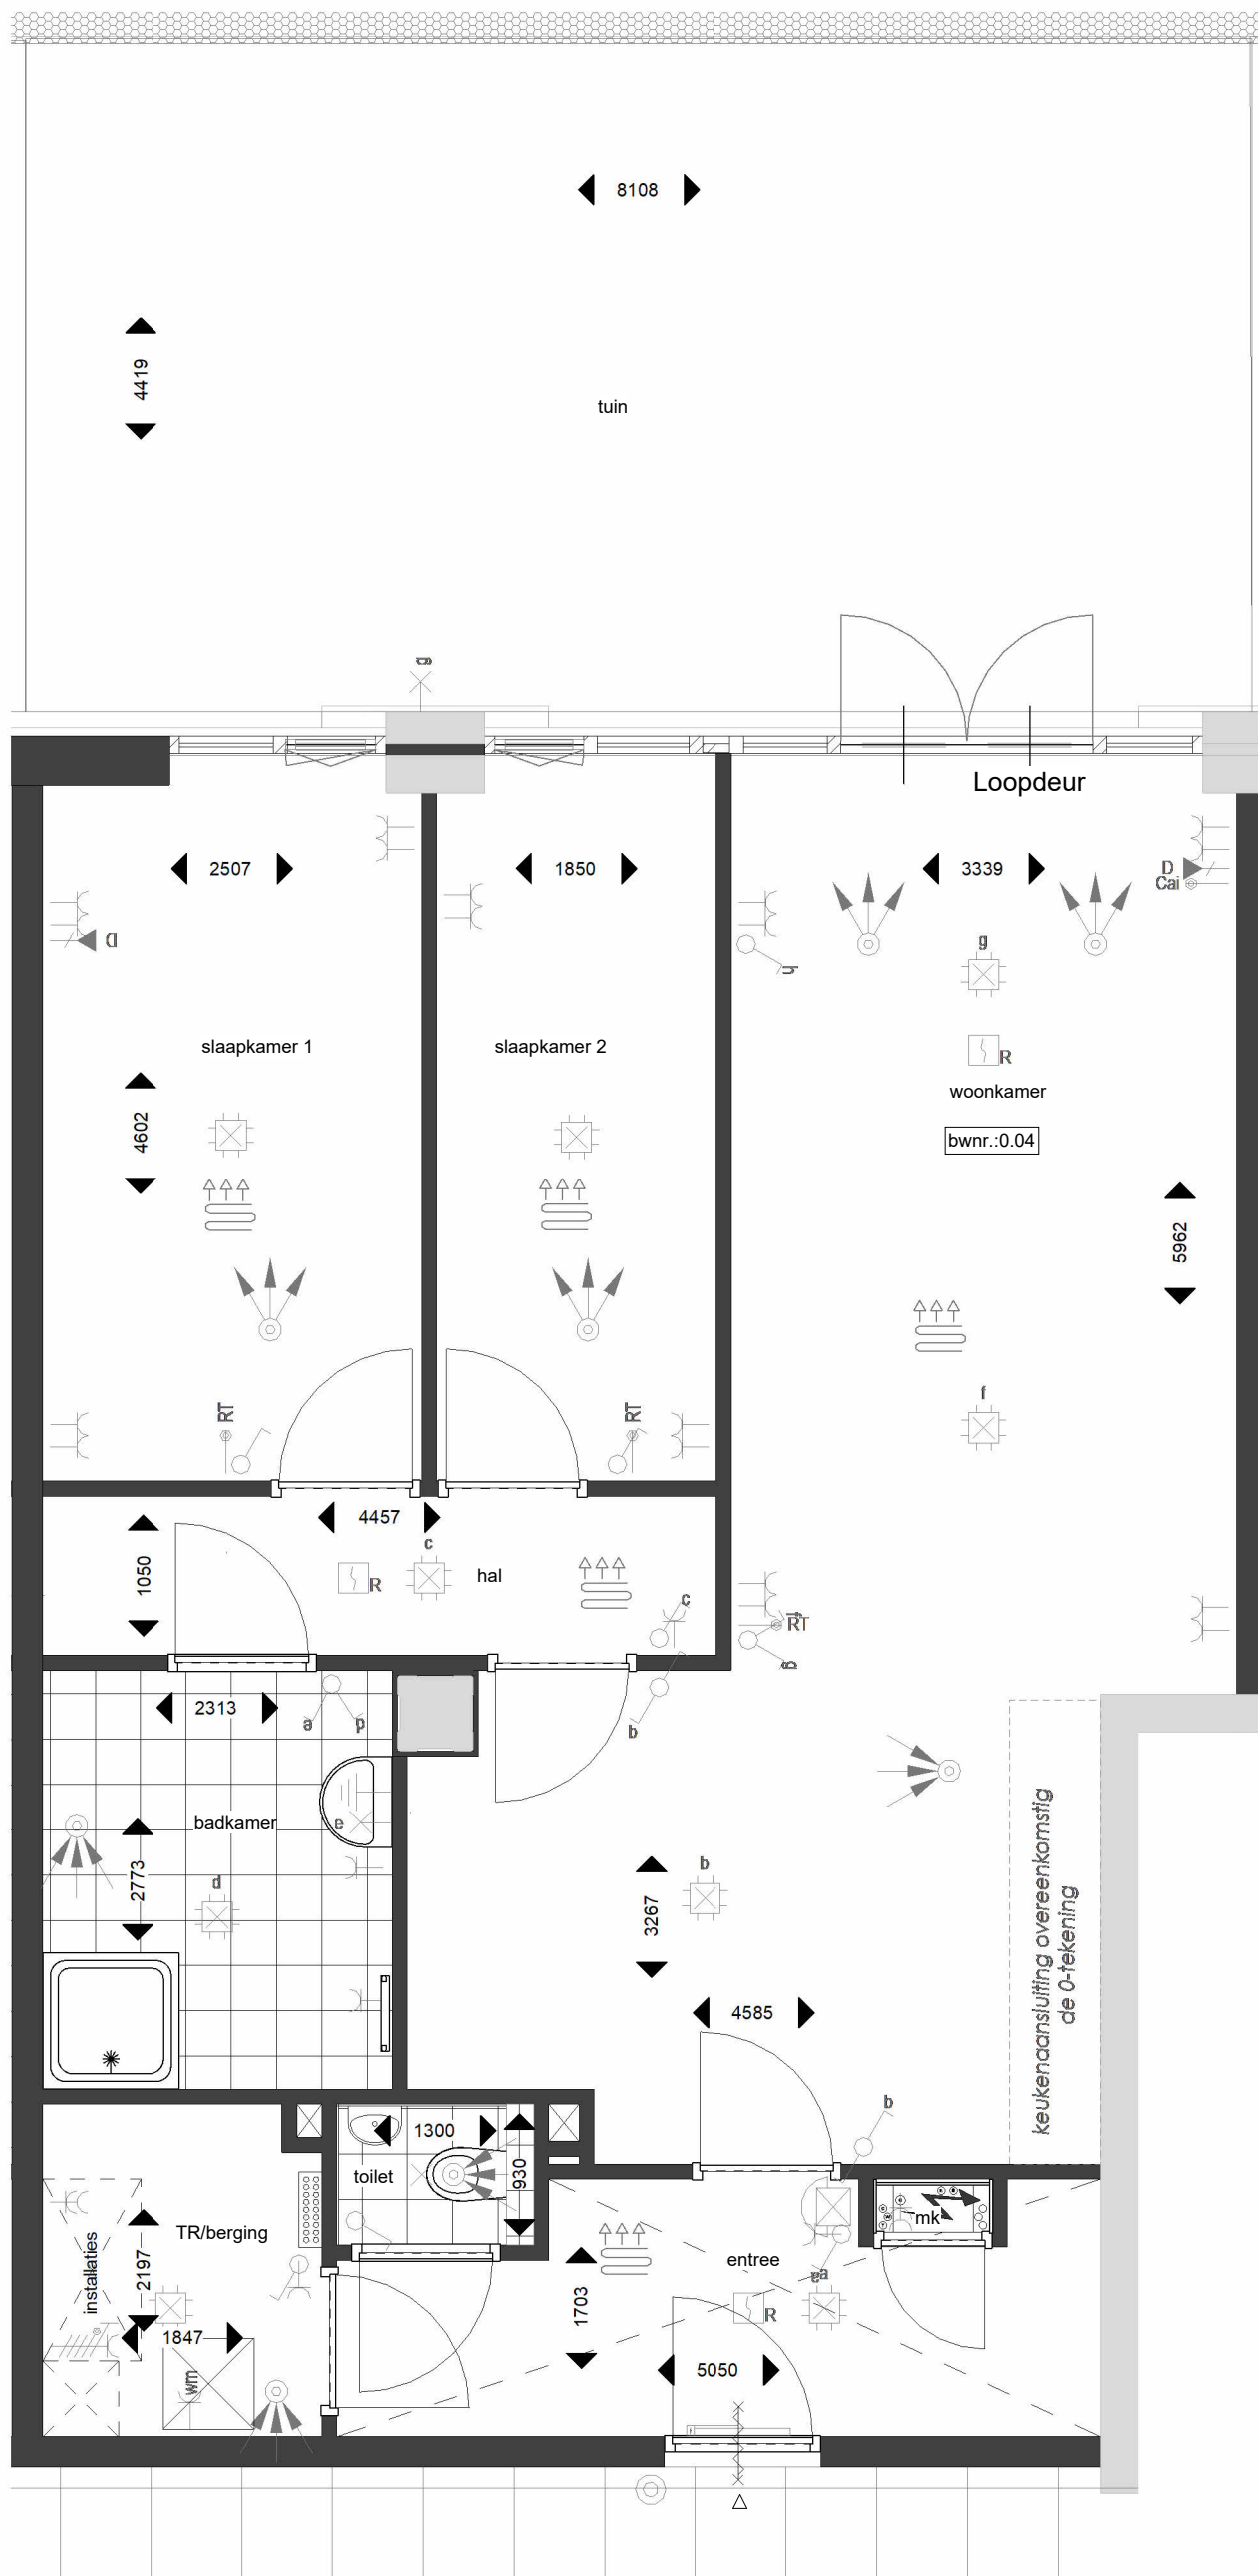 8108
4419
tuin
g
Loopdeur
2507
1850
3339
D
Cai
D
g
h
slaapkamer 1
slaapkamer 2
R
woonkamer
bwnr.:0.04
4602
5962
f
RT
RT
4457
c
1050
R
hal
c
f
RT
g
2313
a
p
b
badkamer
e
2773
d
b
3267
4585
keukenaansluiting overeenkomstig
de 0-tekening
b
1300
toilet
930
mk
TR/berging
installaties
2197
entree
a
1703
R
1847
wm
5050